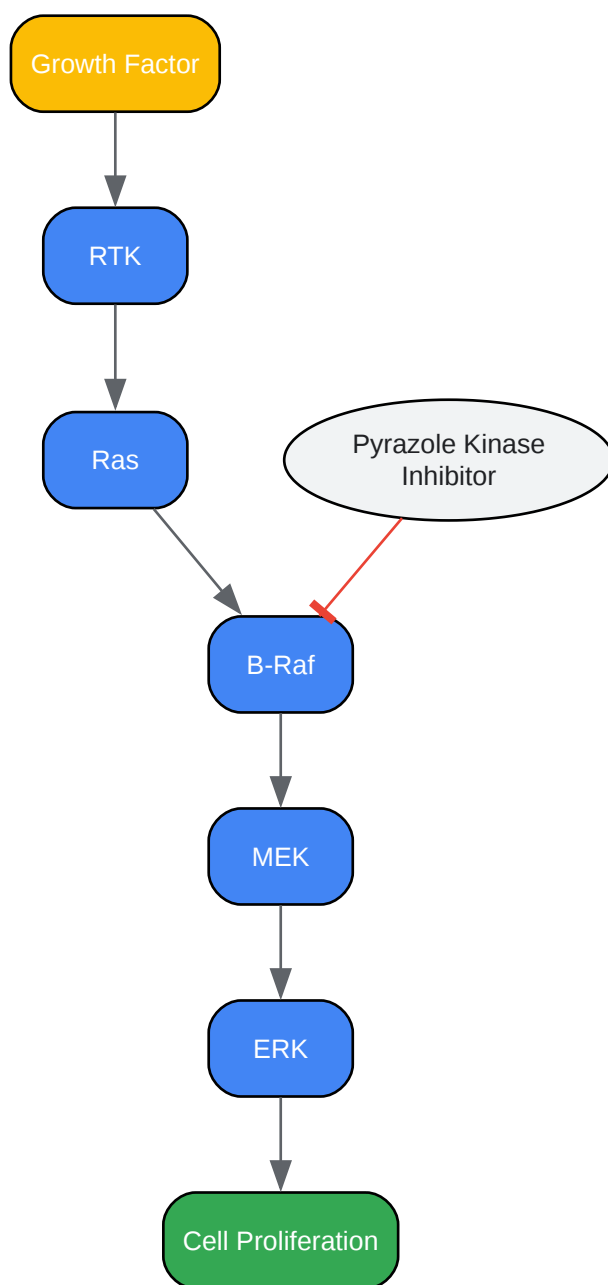 Growth Factor
RTK
Ras
Pyrazole Kinase
Inhibitor
B-Raf
MEK
ERK
Cell Proliferation